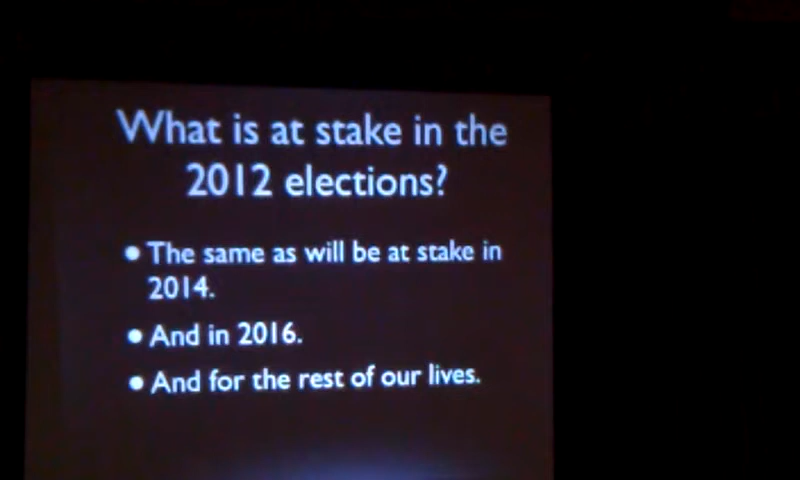 What is at stake in the
2012 elections?
• The same as will be at stake in
2014.
• And in 2016.
• And for the rest of our lives.